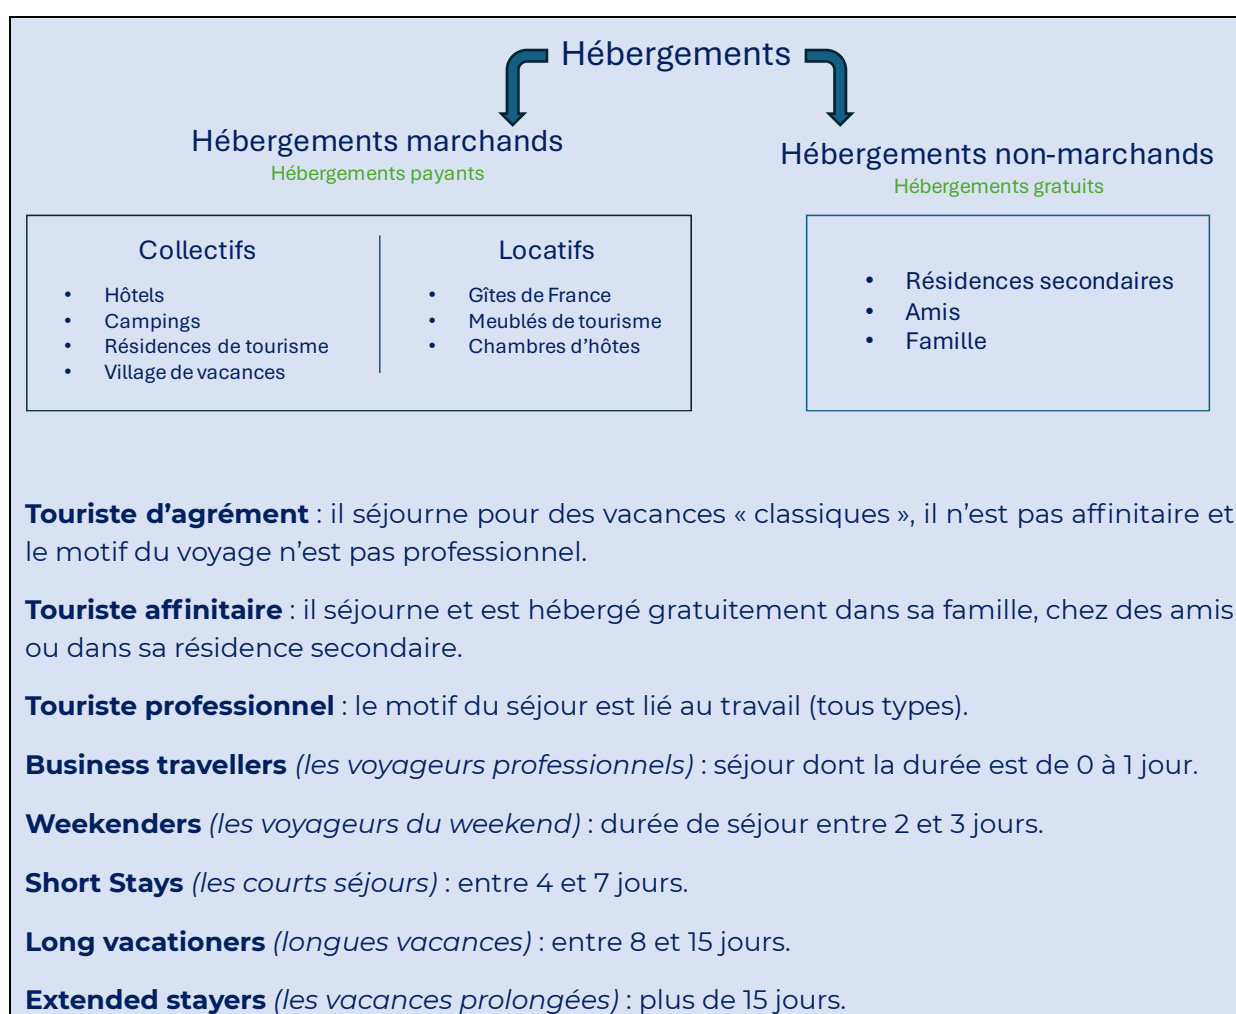 Hébergements
Hébergements marchands
Hébergements payants
Hébergements non-marchands
Hébergements gratuits
Collectifs
• Hôtels
• Campings
• Résidences de tourisme
• Village de vacances
Locatifs
• Gîtes de France
• Meublés de tourisme
• Chambres d’hôtes
• Résidences secondaires
• Amis
• Famille
Touriste d’agrément : il séjourne pour des vacances « classiques », il n’est pas affinitaire et
le motif du voyage n’est pas professionnel.
Touriste affinitaire : il séjourne et est hébergé gratuitement dans sa famille, chez des amis
ou dans sa résidence secondaire.
Touriste professionnel : le motif du séjour est lié au travail (tous types).
Business travellers (les voyageurs professionnels) : séjour dont la durée est de 0 à 1 jour.
Weekenders (les voyageurs du weekend) : durée de séjour entre 2 et 3 jours.
Short Stays (les courts séjours) : entre 4 et 7 jours.
Long vacationers (longues vacances) : entre 8 et 15 jours.
Extended stayers (les vacances prolongées) : plus de 15 jours.